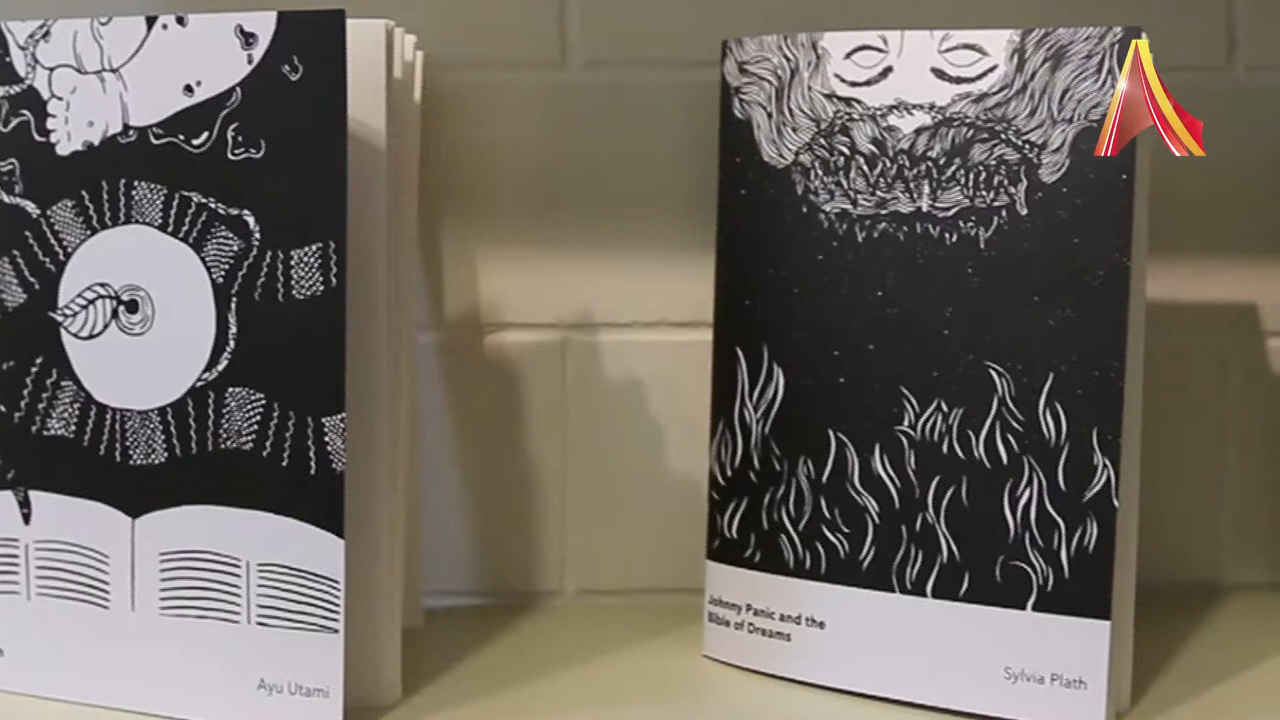 Ayu Utami
Johnny Panic and the
Bible of Dreams
Sylvia Plath